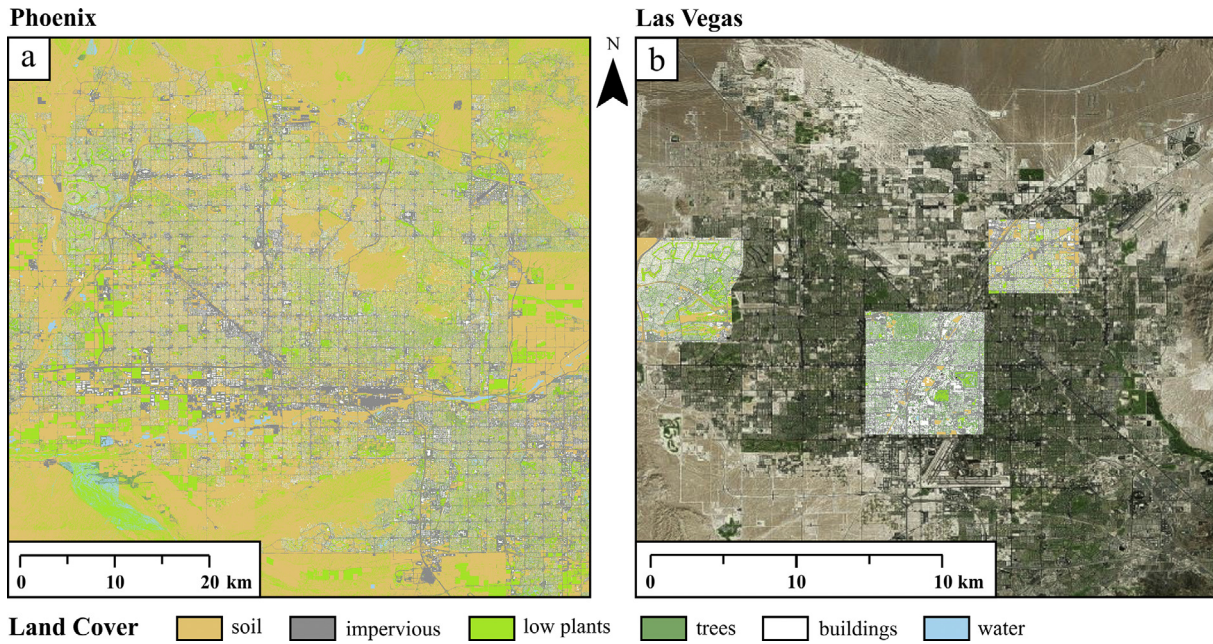 Phoenix
Las Vegas
a
N
b
0 10 20 km
0 10 10 km
Land Cover soil impervious low plants trees buildings water